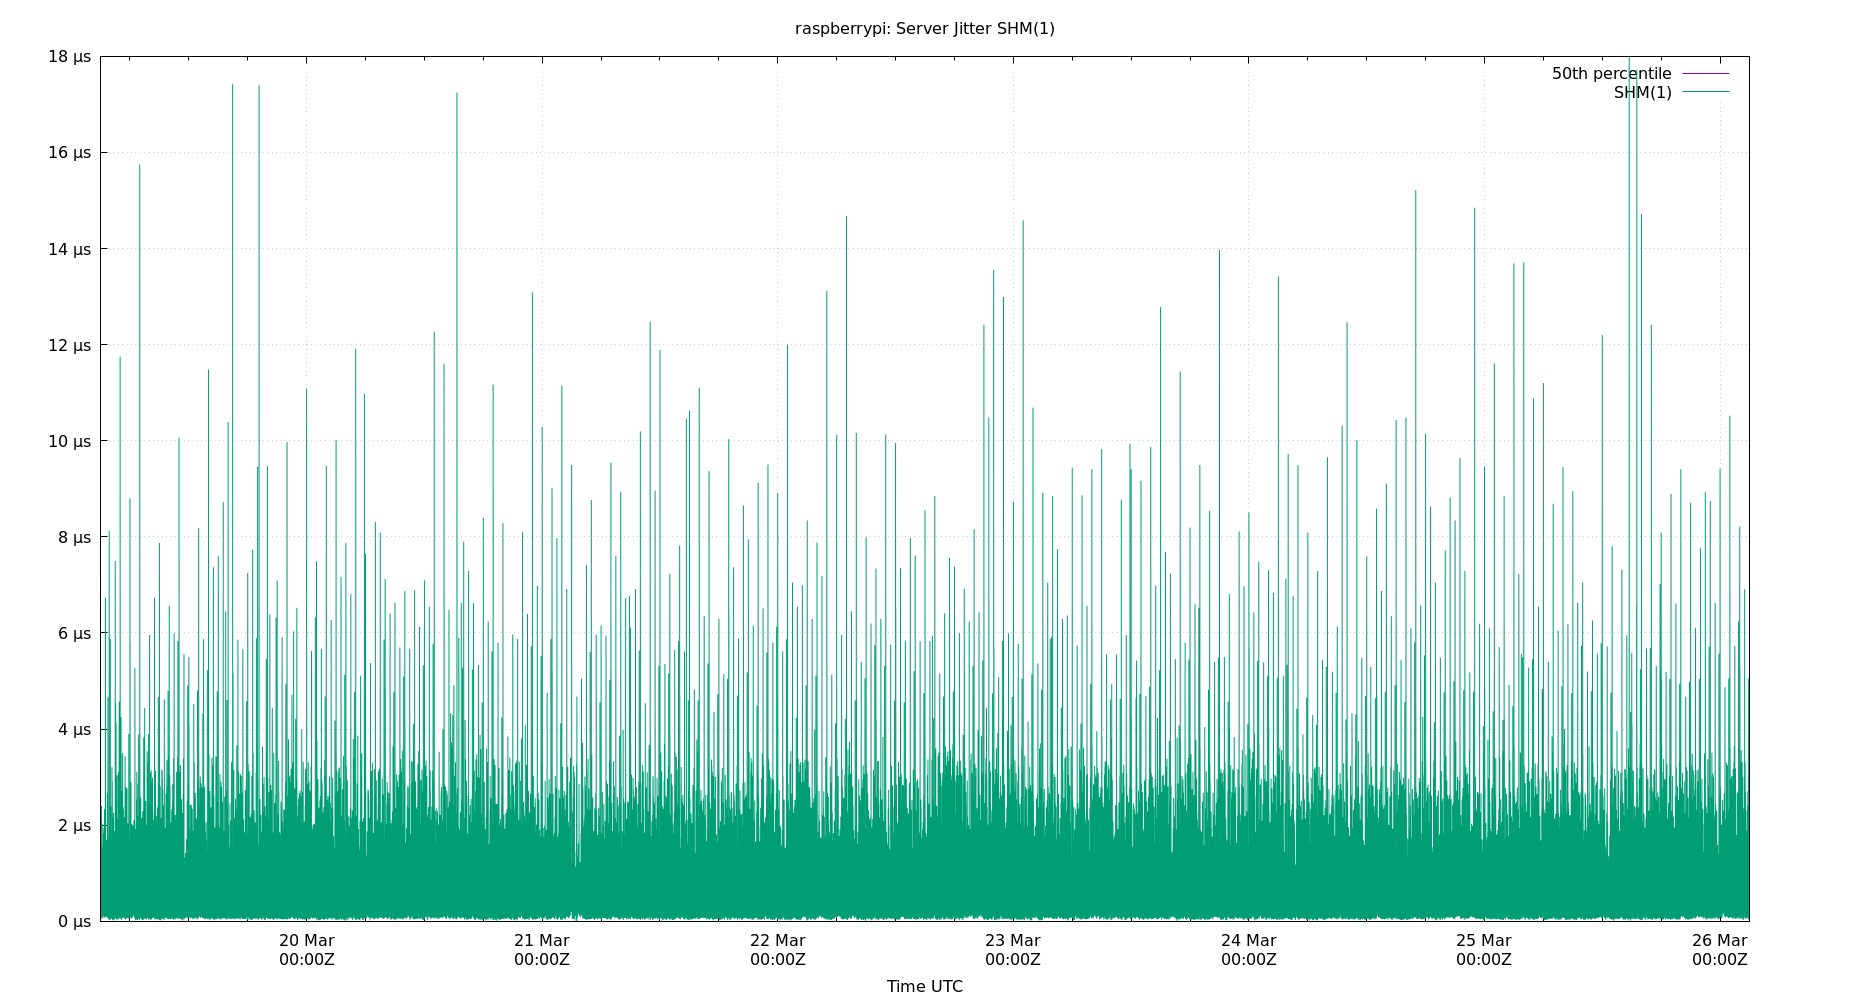 raspberrypi: Server Jitter SHM(1)
18 µs
50th percentile
SHM(1)
16 µs
14 µs
12 µs
10 µs
8 µs
6 µs
4 µs
2 µs
0 µs
20 Mar 21 Mar 22 Mar 23 Mar 24 Mar 25 Mar 26 Mar
00:00Z 00:00Z 00:00Z 00:00Z 00:00Z 00:00Z 00:00Z
Time UTC